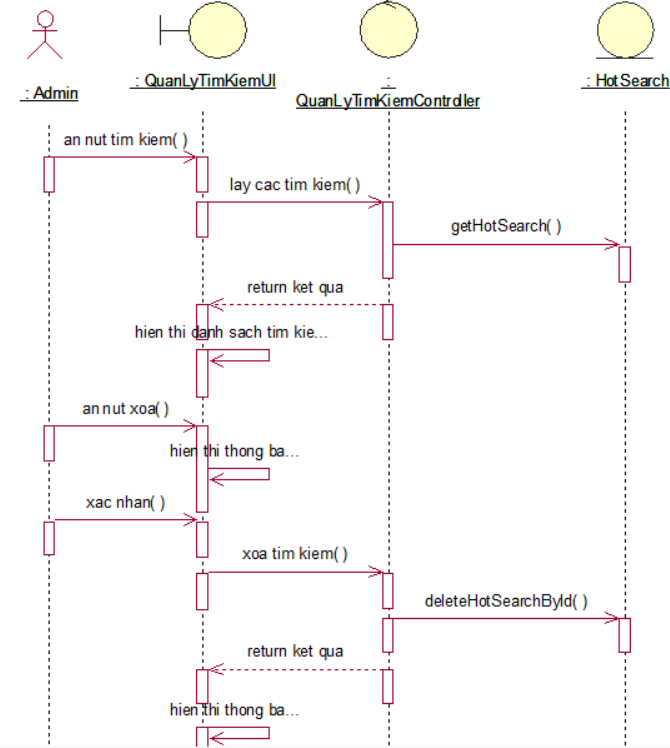 : Admin
: QuanLyTimKiemUI
:
QuanLyTimKiemController
: HotSearch
an nut tim kiem( )
lay cac tim kiem( )
getHotSearch( )
return ket qua
hien thi danh sach tim kie...
an nut xoa( )
hien thi thong ba...
xac nhan( )
xoa tim kiem( )
deleteHotSearchById( )
return ket qua
hien thi thong ba...